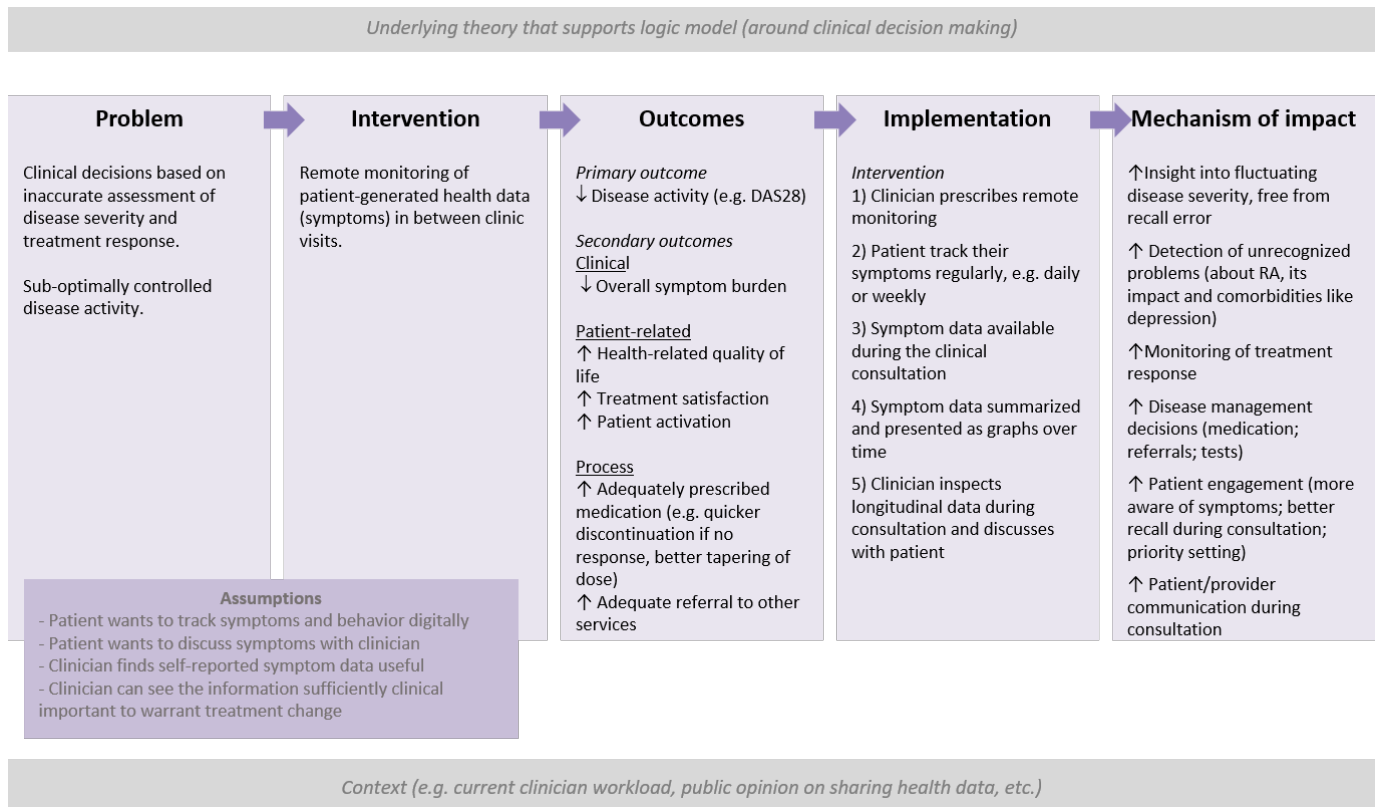 Underlying theory that supports logic model (around clinical decision making)
Problem
Clinical decisions based on
inaccurate assessment of
disease severity and
treatment response.
Sub-optimally controlled
disease activity.
Intervention
Remote monitoring of
patient-generated health data
(symptoms) in between clinic
visits.
Outcomes
Primary outcome
↓ Disease activity (e.g. DAS28)
Secondary outcomes
Clinical
↓ Overall symptom burden
Patient-related
↑ Health-related quality of
life
↑ Treatment satisfaction
↑ Patient activation
Process
↑ Adequately prescribed
medication (e.g. quicker
discontinuation if no
response, better tapering of
dose)
↑ Adequate referral to other
services
Implementation
Intervention
1) Clinician prescribes remote
monitoring
2) Patient track their
symptoms regularly, e.g. daily
or weekly
3) Symptom data available
during the clinical
consultation
4) Symptom data summarized
and presented as graphs over
time
5) Clinician inspects
longitudinal data during
consultation and discusses
with patient
Mechanism of impact
↑Insight into fluctuating
disease severity, free from
recall error
↑ Detection of unrecognized
problems (about RA, its
impact and comorbidities like
depression)
↑Monitoring of treatment
response
↑ Disease management
decisions (medication;
referrals; tests)
↑ Patient engagement (more
aware of symptoms; better
recall during consultation;
priority setting)
↑ Patient/provider
communication during
consultation
Assumptions
- Patient wants to track symptoms and behavior digitally
- Patient wants to discuss symptoms with clinician
- Clinician finds self-reported symptom data useful
- Clinician can see the information sufficiently clinical
important to warrant treatment change
Context (e.g. current clinician workload, public opinion on sharing health data, etc.)